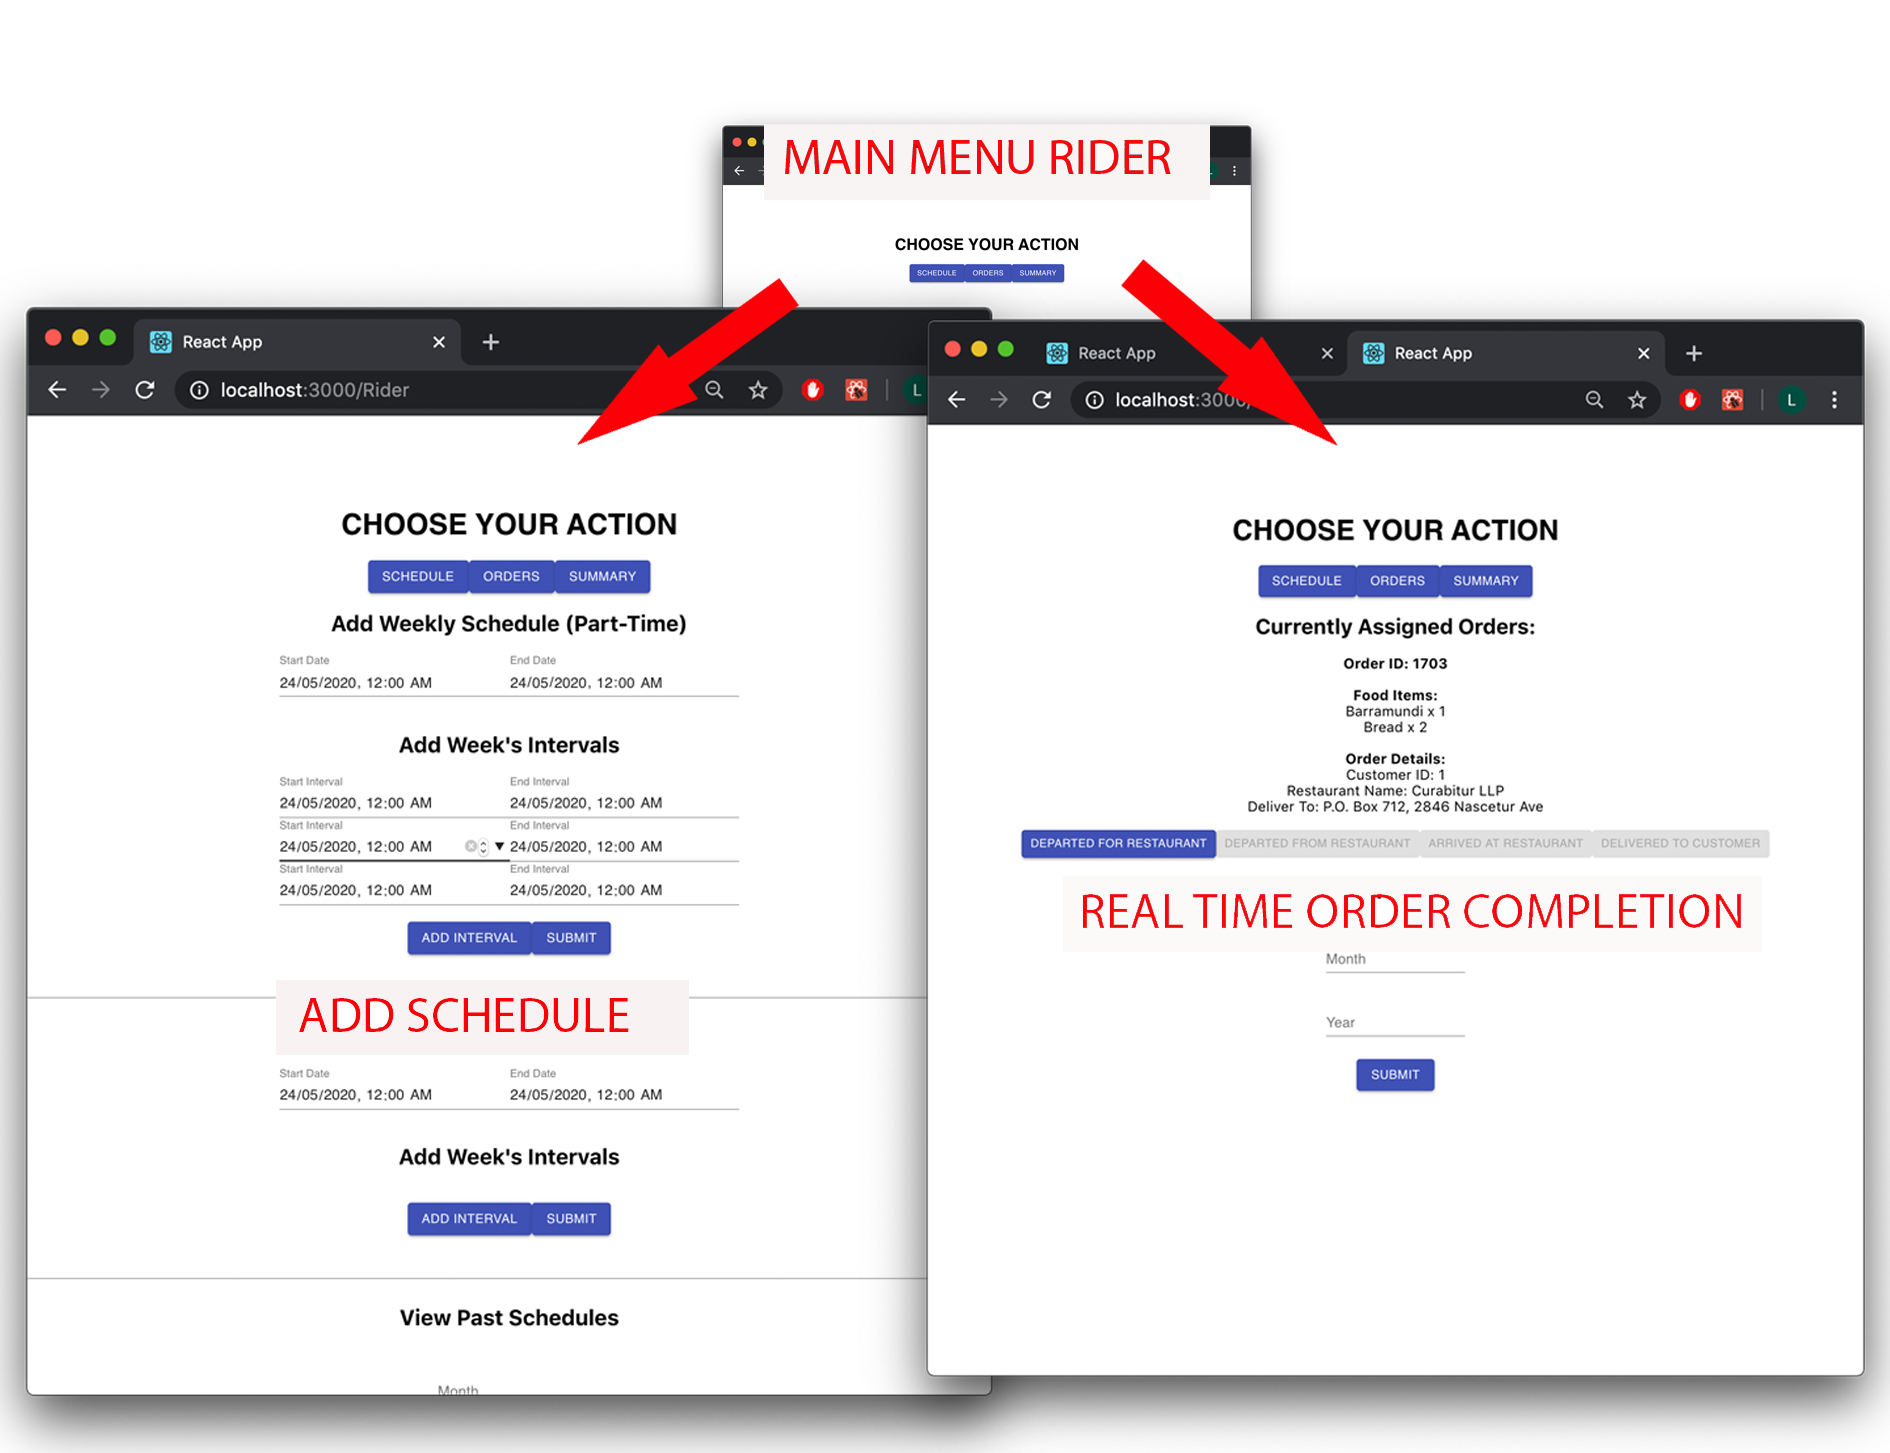 MAIN MENU RIDER
CHOOSE YOUR ACTION
SCHEDULE ORDERS SUMMARY
React App
localhost:3000/Rider
L
CHOOSE YOUR ACTION
SCHEDULE ORDERS SUMMARY
Add Weekly Schedule (Part-Time)
Start Date End Date
24/05/2020, 12:00 AM 24/05/2020, 12:00 AM
Add Week's Intervals
Start Interval End Interval
24/05/2020, 12:00 AM 24/05/2020, 12:00 AM
Start Interval End Interval
24/05/2020, 12:00 AM 24/05/2020, 12:00 AM
Start Interval End Interval
24/05/2020, 12:00 AM 24/05/2020, 12:00 AM
ADD INTERVAL SUBMIT
ADD SCHEDULE
Start Date End Date
24/05/2020, 12:00 AM 24/05/2020, 12:00 AM
Add Week's Intervals
ADD INTERVAL SUBMIT
View Past Schedules
Month
React App React App
localhost:3000/
L
CHOOSE YOUR ACTION
SCHEDULE ORDERS SUMMARY
Currently Assigned Orders:
Order ID: 1703
Food Items:
Barramundi x 1
Bread x 2
Order Details:
Customer ID: 1
Restaurant Name: Curabitur LLP
Deliver To: P.O. Box 712, 2846 Nascetur Ave
DEPARTED FOR RESTAURANT DEPARTED FROM RESTAURANT ARRIVED AT RESTAURANT DELIVERED TO CUSTOMER
REAL TIME ORDER COMPLETION
Month
Year
SUBMIT